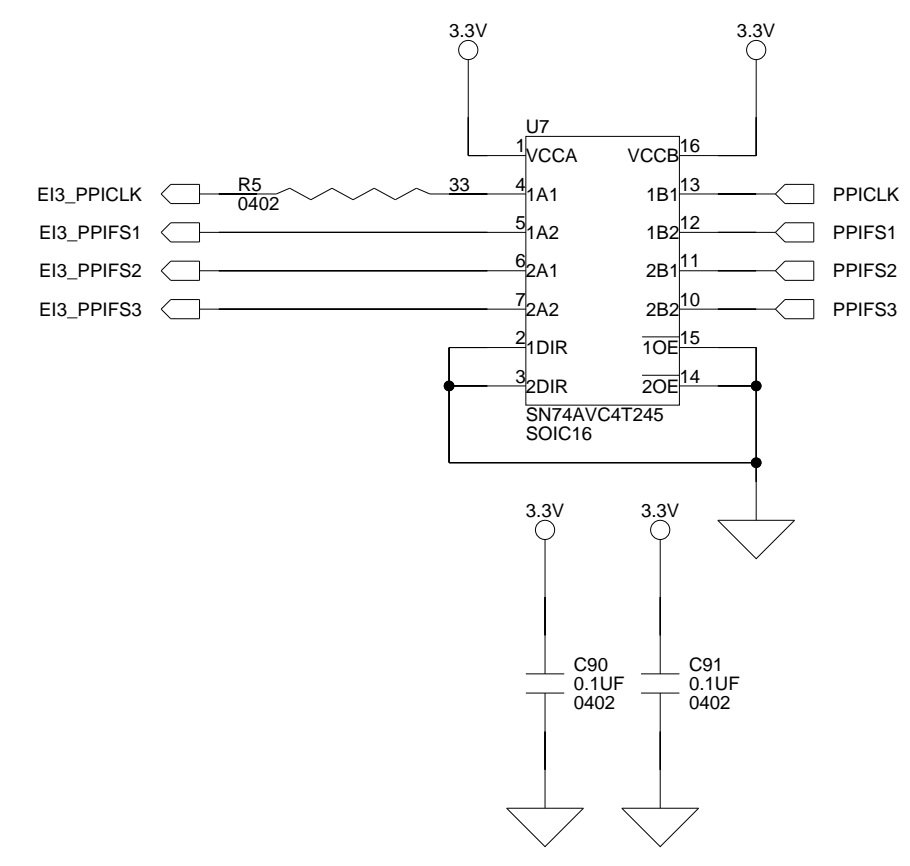 3.3V 3.3V
U7
1 VCCA VCCB 16
EI3_PPICLK R5 33 4 1A1 1B1 13 PPICLK
0402
EI3_PPIFS1 5 1A2 1B2 12 PPIFS1
EI3_PPIFS2 6 2A1 2B1 11 PPIFS2
EI3_PPIFS3 7 2A2 2B2 10 PPIFS3
2 1DIR 1OE 15
3 2DIR 2OE 14
SN74AVC4T245
SOIC16
3.3V 3.3V
C90 C91
0.1UF 0.1UF
0402 0402